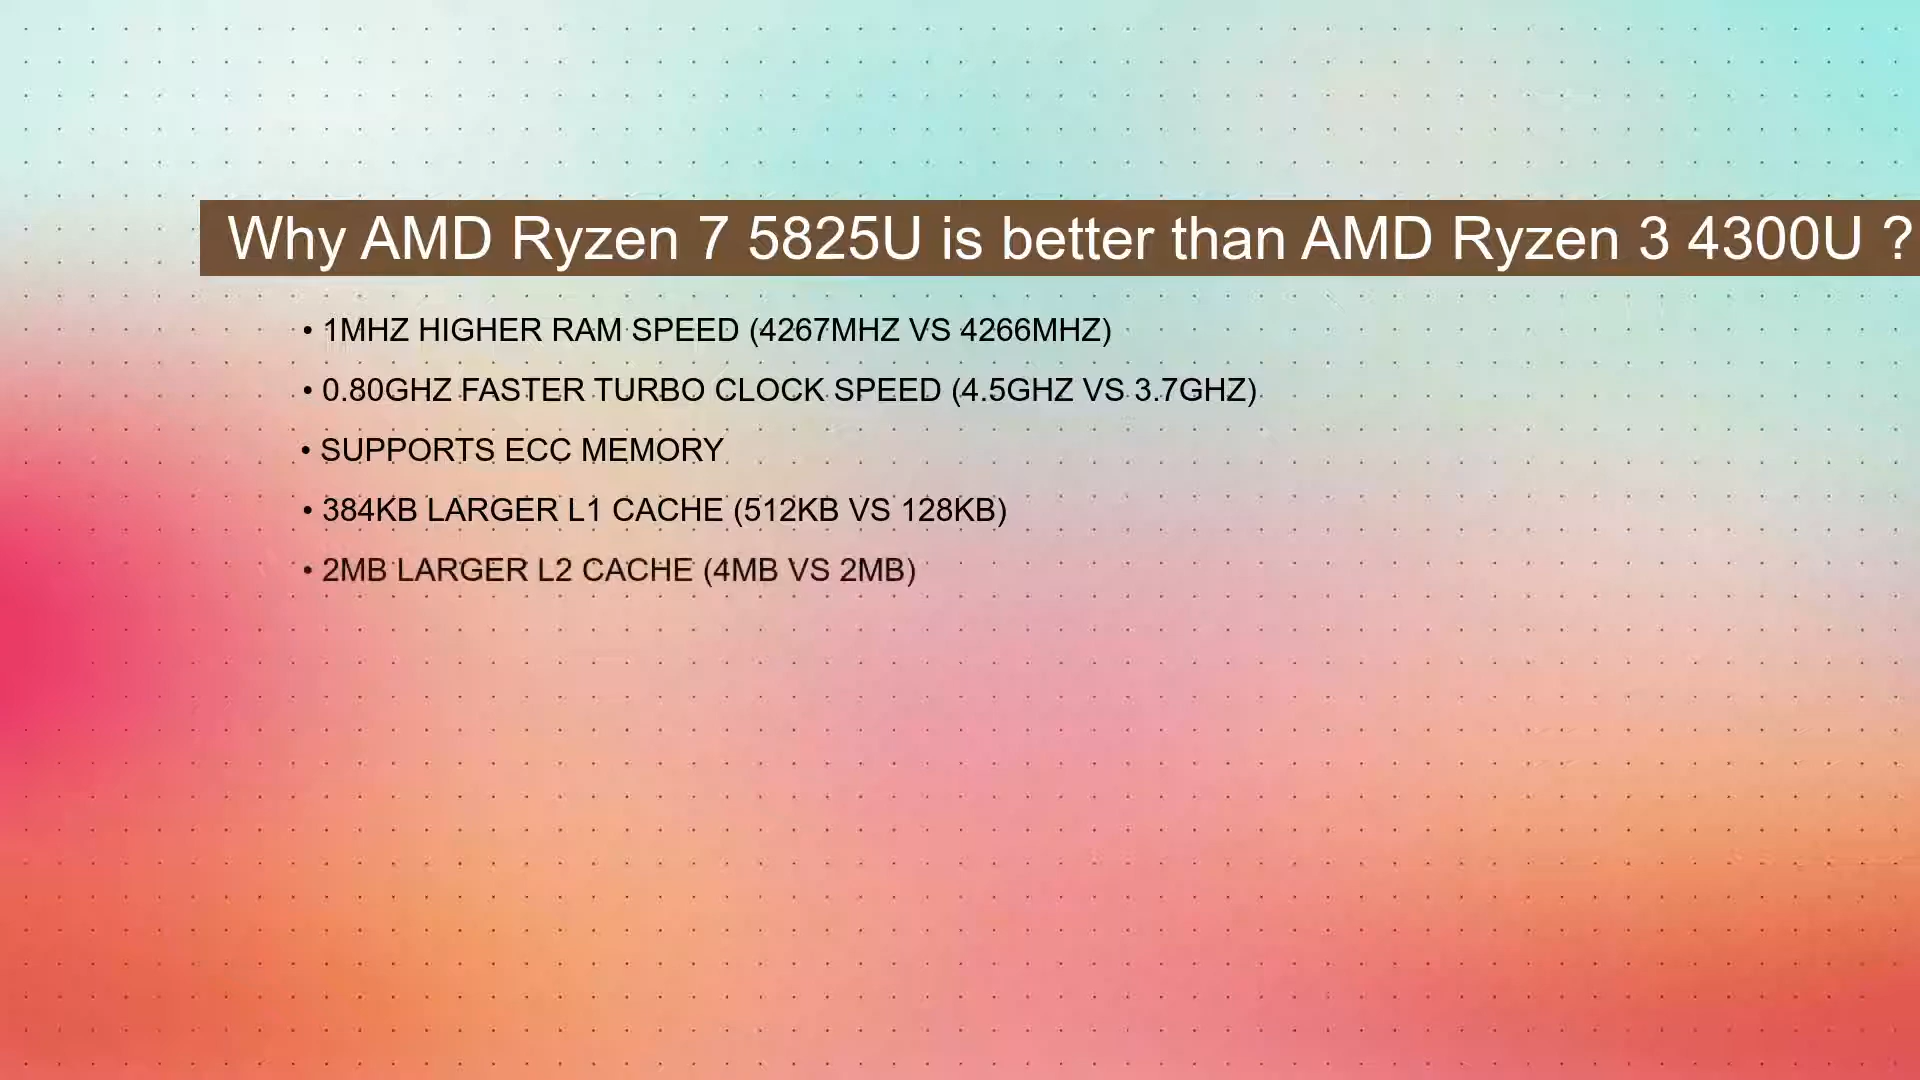 Why AMD Ryzen 7 5825U is better than AMD Ryzen 3 4300U ?
• 1MHZ HIGHER RAM SPEED (4267MHZ VS 4266MHZ)
• 0.80GHZ FASTER TURBO CLOCK SPEED (4.5GHZ VS 3.7GHZ)
• SUPPORTS ECC MEMORY
• 384KB LARGER L1 CACHE (512KB VS 128KB)
• 2MB LARGER L2 CACHE (4MB VS 2MB)